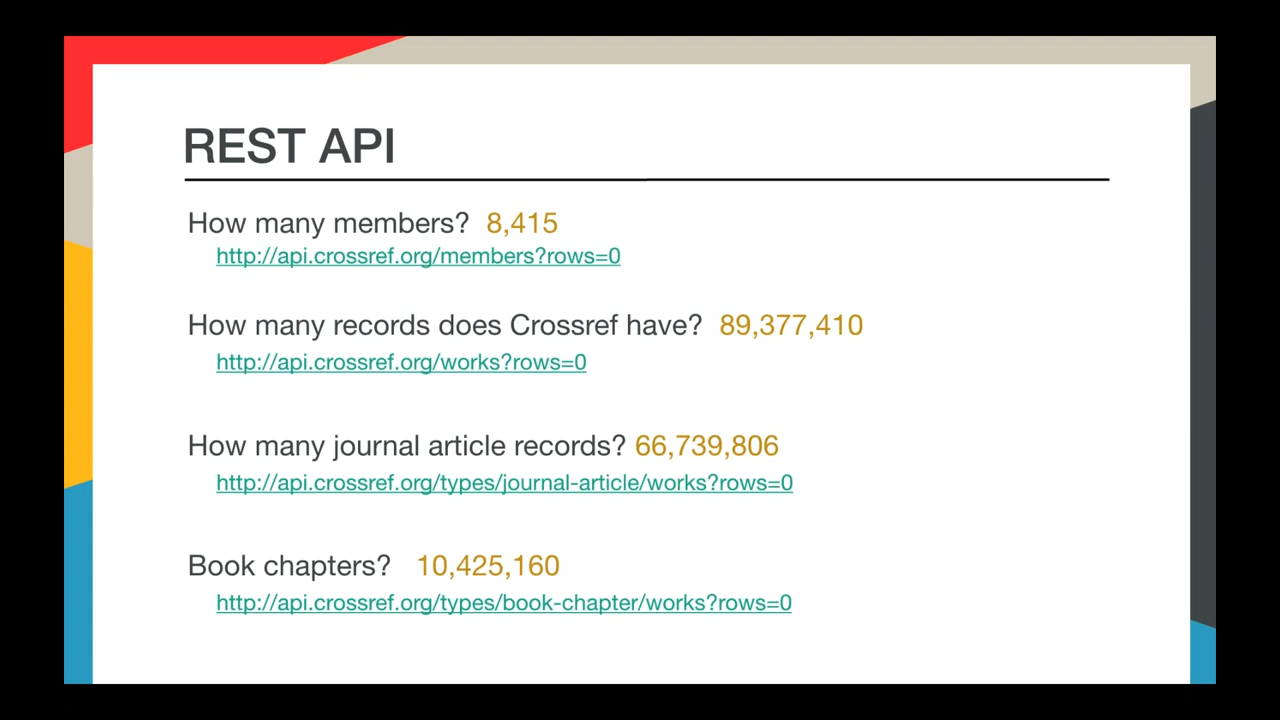 REST API
How many members? 8,415
http://api.crossref.org/members?rows=0
How many records does Crossref have? 89,377,410
http://api.crossref.org/works?rows=0
How many journal article records? 66,739,806
http://api.crossref.org/types/journal-article/works?rows=0
Book chapters? 10,425,160
http://api.crossref.org/types/book-chapter/works?rows=0